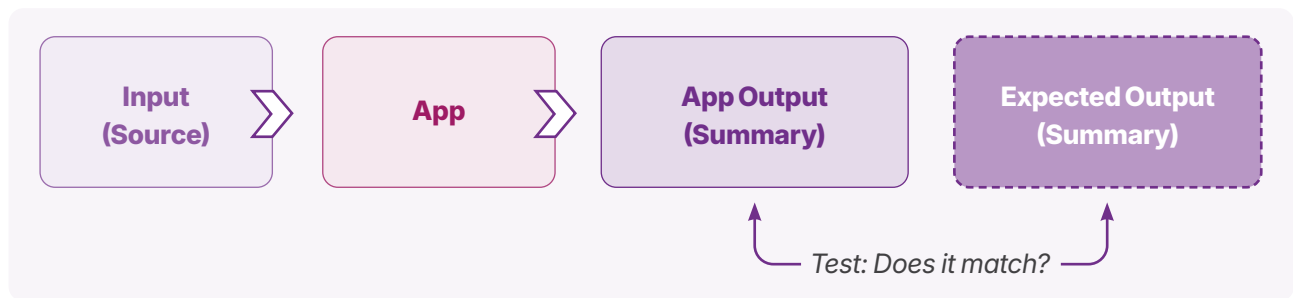 Input
(Source)
App
App Output
(Summary)
Expected Output
(Summary)
Test: Does it match?